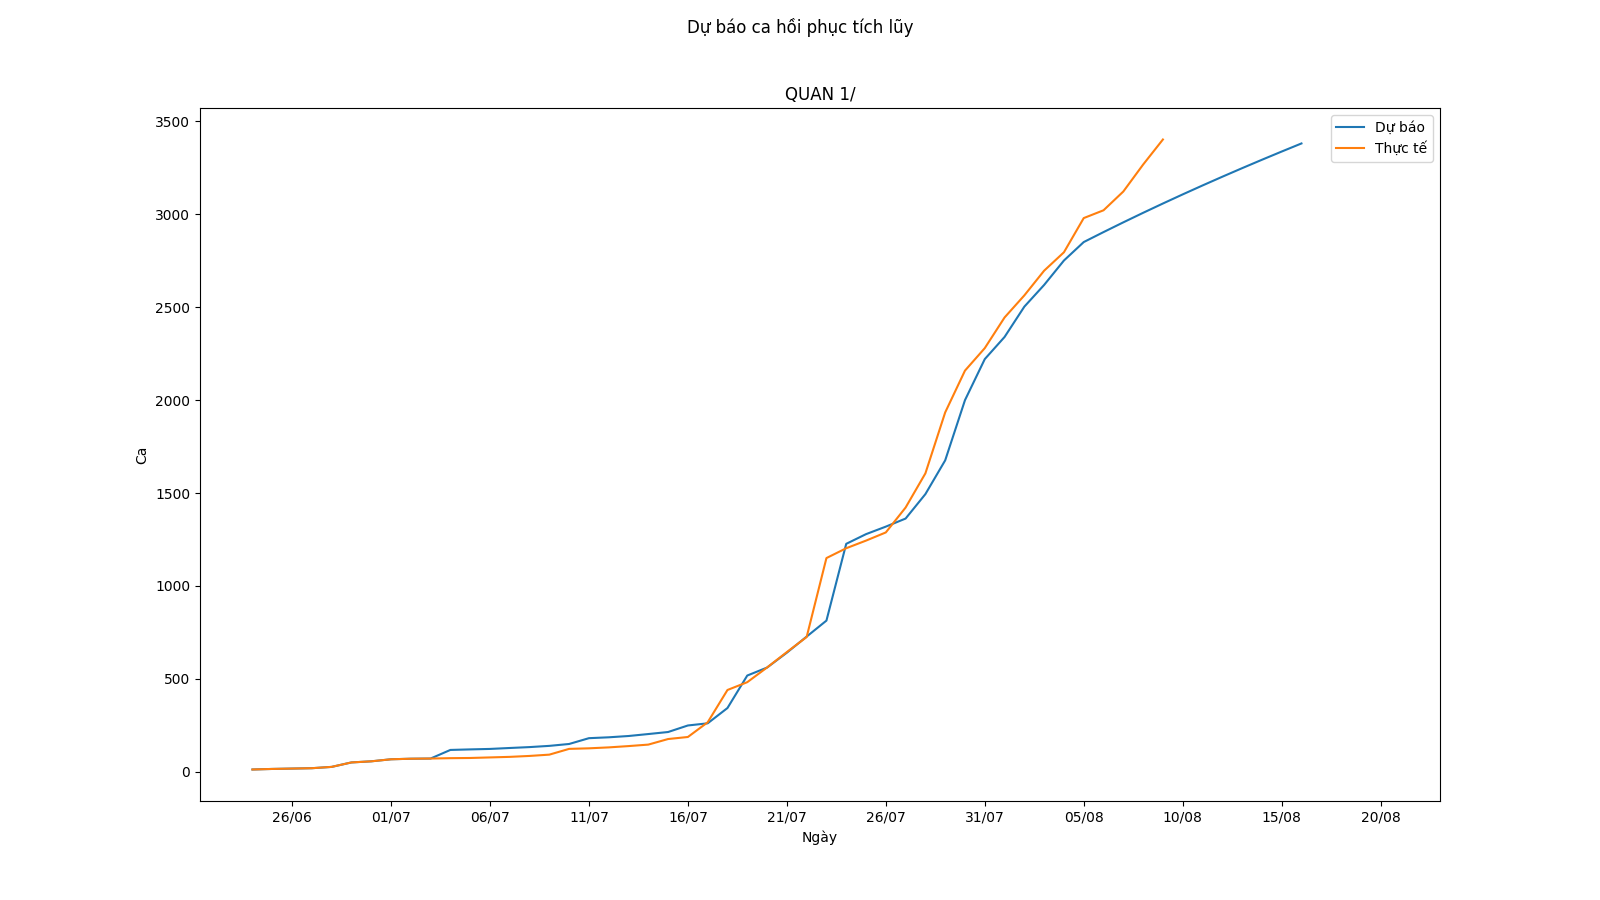 Dự báo ca hồi phục tích lũy
QUAN 1/
3500
3000
2500
2000
1500
1000
500
0
Ca
Dự báo
Thực tế
26/06 01/07 06/07 11/07 16/07 21/07 26/07 31/07 05/08 10/08 15/08 20/08
Ngày